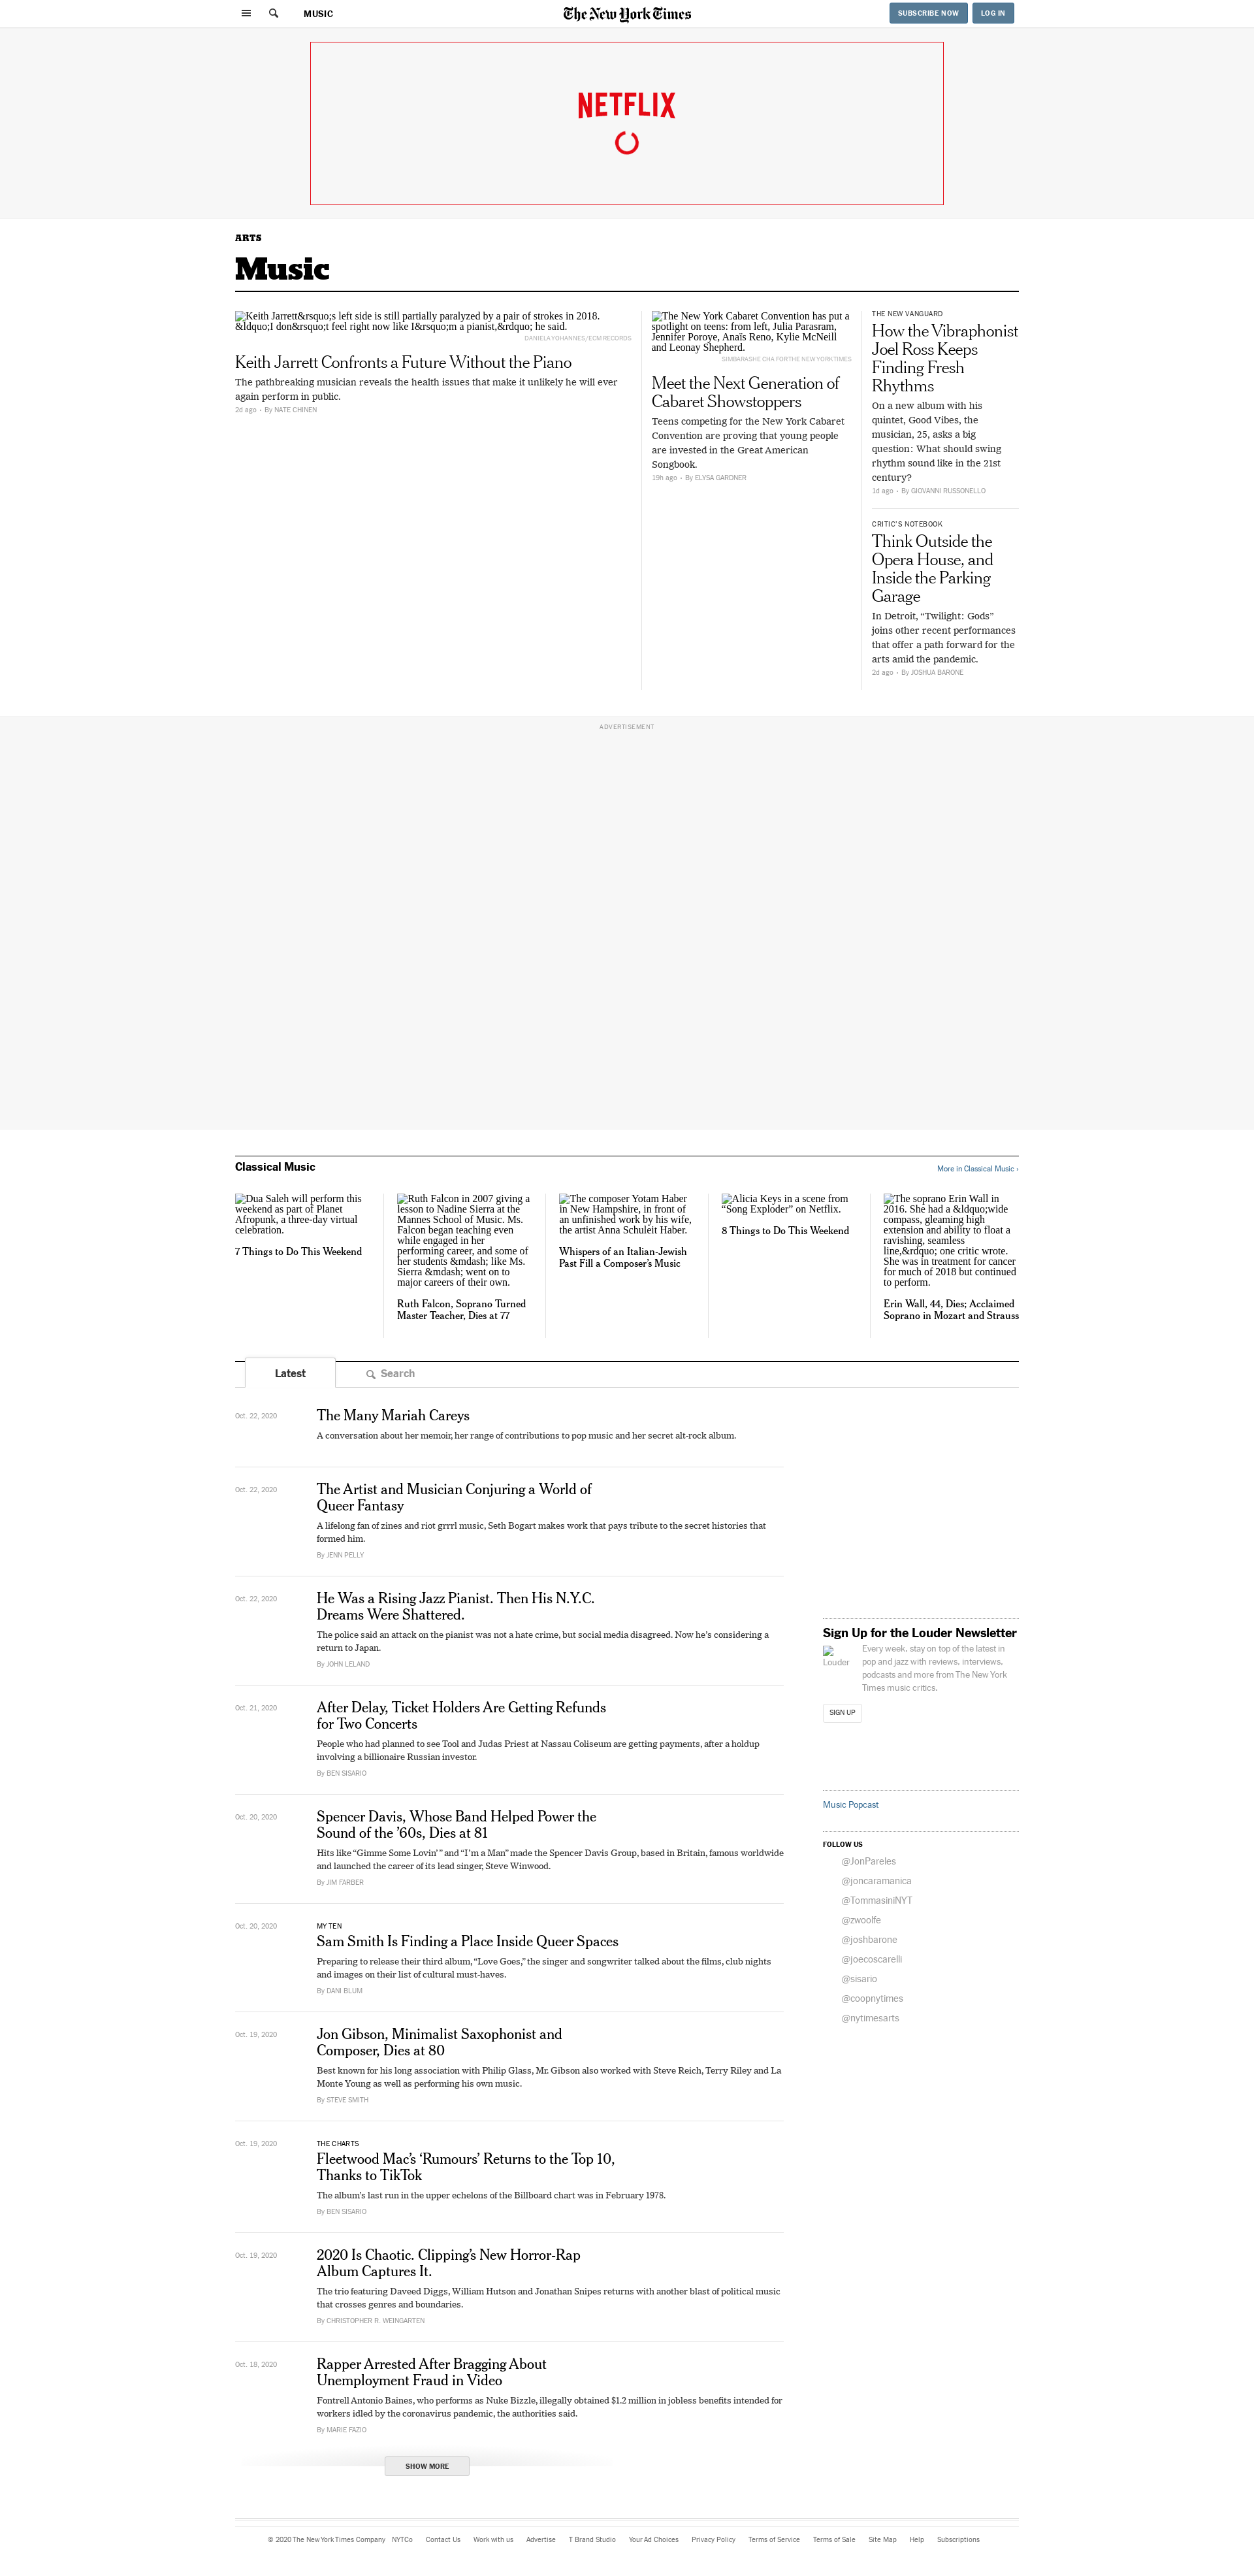 MUSIC
The New York Times
SUBSCRIBE NOW
LOG IN
NETFLIX
ARTS
Music
Keith Jarrett&rsquo;s left side is still partially paralyzed by a pair of strokes in 2018.
&ldquo;I don&rsquo;t feel right now like I&rsquo;m a pianist,&rdquo; he said.
DANIELA YOHANNES/ECM RECORDS
Keith Jarrett Confronts a Future Without the Piano
The pathbreaking musician reveals the health issues that make it unlikely he will ever
again perform in public.
2d ago • By NATE CHINEN
The New York Cabaret Convention has put a
spotlight on teens: from left, Julia Parasram,
Jennifer Poroye, Anaïs Reno, Kylie McNeill
and Leonay Shepherd.
SIMBARASHE CHA FOR THE NEW YORK TIMES
Meet the Next Generation of
Cabaret Showstoppers
Teens competing for the New York Cabaret
Convention are proving that young people
are invested in the Great American
Songbook.
19h ago • By ELYSA GARDNER
THE NEW VANGUARD
How the Vibraphonist
Joel Ross Keeps
Finding Fresh
Rhythms
On a new album with his
quintet, Good Vibes, the
musician, 25, asks a big
question: What should swing
rhythm sound like in the 21st
century?
1d ago • By GIOVANNI RUSSONELLO
CRITIC'S NOTEBOOK
Think Outside the
Opera House, and
Inside the Parking
Garage
In Detroit, “Twilight: Gods”
joins other recent performances
that offer a path forward for the
arts amid the pandemic.
2d ago • By JOSHUA BARONE
ADVERTISEMENT
Classical Music
More in Classical Music ›
Dua Saleh will perform this
weekend as part of Planet
Afropunk, a three-day virtual
celebration.
7 Things to Do This Weekend
Ruth Falcon in 2007 giving a
lesson to Nadine Sierra at the
Mannes School of Music. Ms.
Falcon began teaching even
while engaged in her
performing career, and some of
her students &mdash; like Ms.
Sierra &mdash; went on to
major careers of their own.
Ruth Falcon, Soprano Turned
Master Teacher, Dies at 77
The composer Yotam Haber
in New Hampshire, in front of
an unfinished work by his wife,
the artist Anna Schuleit Haber.
Whispers of an Italian-Jewish
Past Fill a Composer’s Music
Alicia Keys in a scene from
“Song Exploder” on Netflix.
8 Things to Do This Weekend
The soprano Erin Wall in
2016. She had a &ldquo;wide
compass, gleaming high
extension and ability to float a
ravishing, seamless
line,&rdquo; one critic wrote.
She was in treatment for cancer
for much of 2018 but continued
to perform.
Erin Wall, 44, Dies; Acclaimed
Soprano in Mozart and Strauss
Latest
Search
Oct. 22, 2020
The Many Mariah Careys
A conversation about her memoir, her range of contributions to pop music and her secret alt-rock album.
Oct. 22, 2020
The Artist and Musician Conjuring a World of
Queer Fantasy
A lifelong fan of zines and riot grrrl music, Seth Bogart makes work that pays tribute to the secret histories that
formed him.
By JENN PELLY
Oct. 22, 2020
He Was a Rising Jazz Pianist. Then His N.Y.C.
Dreams Were Shattered.
The police said an attack on the pianist was not a hate crime, but social media disagreed. Now he’s considering a
return to Japan.
By JOHN LELAND
Oct. 21, 2020
After Delay, Ticket Holders Are Getting Refunds
for Two Concerts
People who had planned to see Tool and Judas Priest at Nassau Coliseum are getting payments, after a holdup
involving a billionaire Russian investor.
By BEN SISARIO
Oct. 20, 2020
Spencer Davis, Whose Band Helped Power the
Sound of the ’60s, Dies at 81
Hits like “Gimme Some Lovin’ ” and “I’m a Man” made the Spencer Davis Group, based in Britain, famous worldwide
and launched the career of its lead singer, Steve Winwood.
By JIM FARBER
Oct. 20, 2020
MY TEN
Sam Smith Is Finding a Place Inside Queer Spaces
Preparing to release their third album, “Love Goes,” the singer and songwriter talked about the films, club nights
and images on their list of cultural must-haves.
By DANI BLUM
Oct. 19, 2020
Jon Gibson, Minimalist Saxophonist and
Composer, Dies at 80
Best known for his long association with Philip Glass, Mr. Gibson also worked with Steve Reich, Terry Riley and La
Monte Young as well as performing his own music.
By STEVE SMITH
Oct. 19, 2020
THE CHARTS
Fleetwood Mac’s ‘Rumours’ Returns to the Top 10,
Thanks to TikTok
The album’s last run in the upper echelons of the Billboard chart was in February 1978.
By BEN SISARIO
Oct. 19, 2020
2020 Is Chaotic. Clipping’s New Horror-Rap
Album Captures It.
The trio featuring Daveed Diggs, William Hutson and Jonathan Snipes returns with another blast of political music
that crosses genres and boundaries.
By CHRISTOPHER R. WEINGARTEN
Oct. 18, 2020
Rapper Arrested After Bragging About
Unemployment Fraud in Video
Fontrell Antonio Baines, who performs as Nuke Bizzle, illegally obtained $1.2 million in jobless benefits intended for
workers idled by the coronavirus pandemic, the authorities said.
By MARIE FAZIO
SHOW MORE
Sign Up for the Louder Newsletter
Louder
Every week, stay on top of the latest in
pop and jazz with reviews, interviews,
podcasts and more from The New York
Times music critics.
SIGN UP
Music Popcast
FOLLOW US
@JonPareles
@joncaramanica
@TommasiniNYT
@zwoolfe
@joshbarone
@joecoscarelli
@sisario
@coopnytimes
@nytimesarts
© 2020 The New York Times Company NYTCo Contact Us Work with us Advertise T Brand Studio Your Ad Choices Privacy Policy Terms of Service Terms of Sale Site Map Help Subscriptions